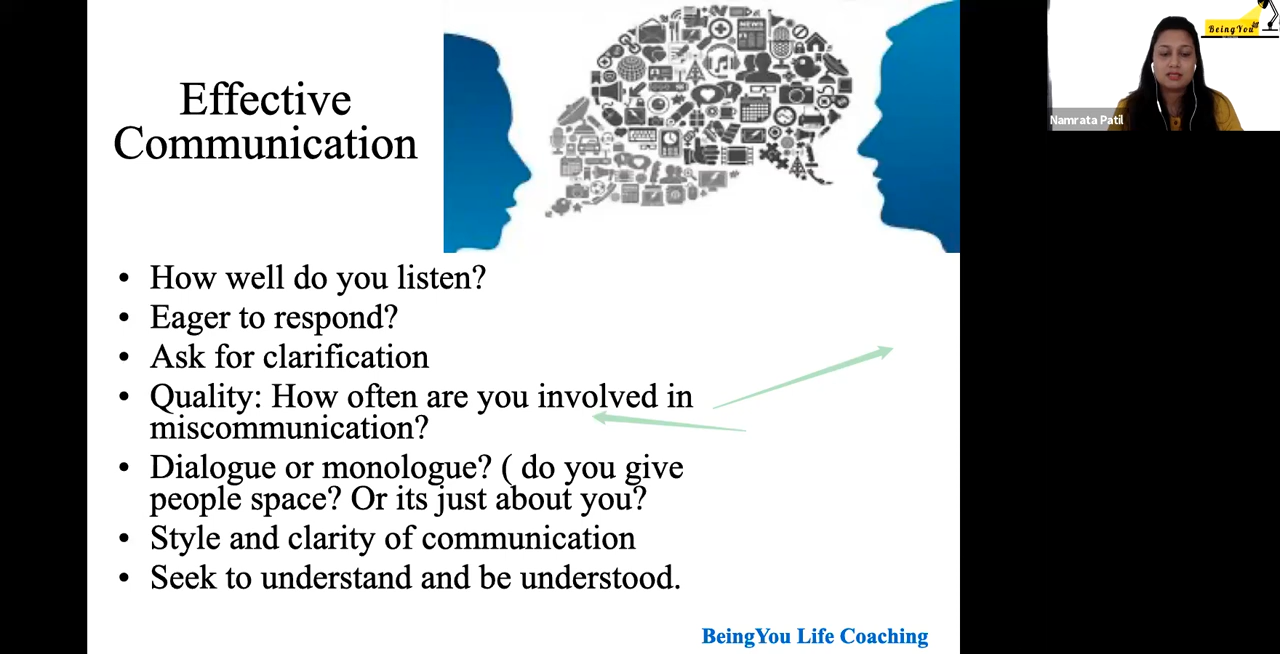 Effective
Communication
NEWS
BeingYou
Namrata Patil
• How well do you listen?
• Eager to respond?
• Ask for clarification
• Quality: How often are you involved in
miscommunication?
• Dialogue or monologue? ( do you give
people space? Or its just about you?
• Style and clarity of communication
• Seek to understand and be understood.
BeingYou Life Coaching